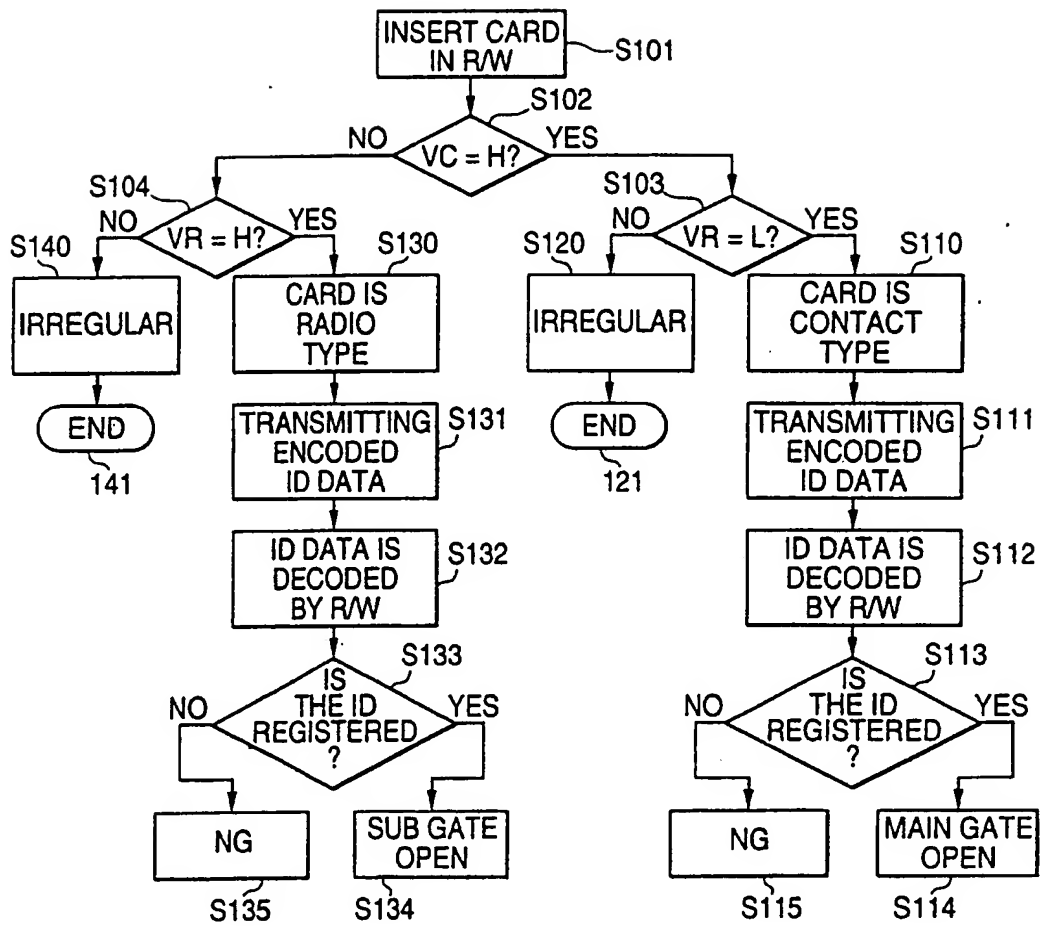 INSERT CARD
IN R/W
S101
S102
NO
YES
VC = H?
S104
NO
YES
VR = H?
S103
NO
YES
VR = L?
S140
IRREGULAR
S130
CARD IS
RADIO
TYPE
S120
IRREGULAR
S110
CARD IS
CONTACT
TYPE
END
141
TRANSMITTING
ENCODED
ID DATA
S131
END
121
TRANSMITTING
ENCODED
ID DATA
S111
ID DATA IS
DECODED
BY R/W
S132
ID DATA IS
DECODED
BY R/W
S112
S133
IS
THE ID
REGISTERED
?
NO
YES
S113
IS
THE ID
REGISTERED
?
NO
YES
NG
SUB GATE
OPEN
NG
MAIN GATE
OPEN
S135
S134
S115
S114